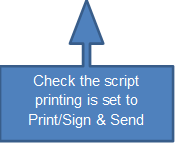 Check the script
printing is set to
Print/Sign & Send